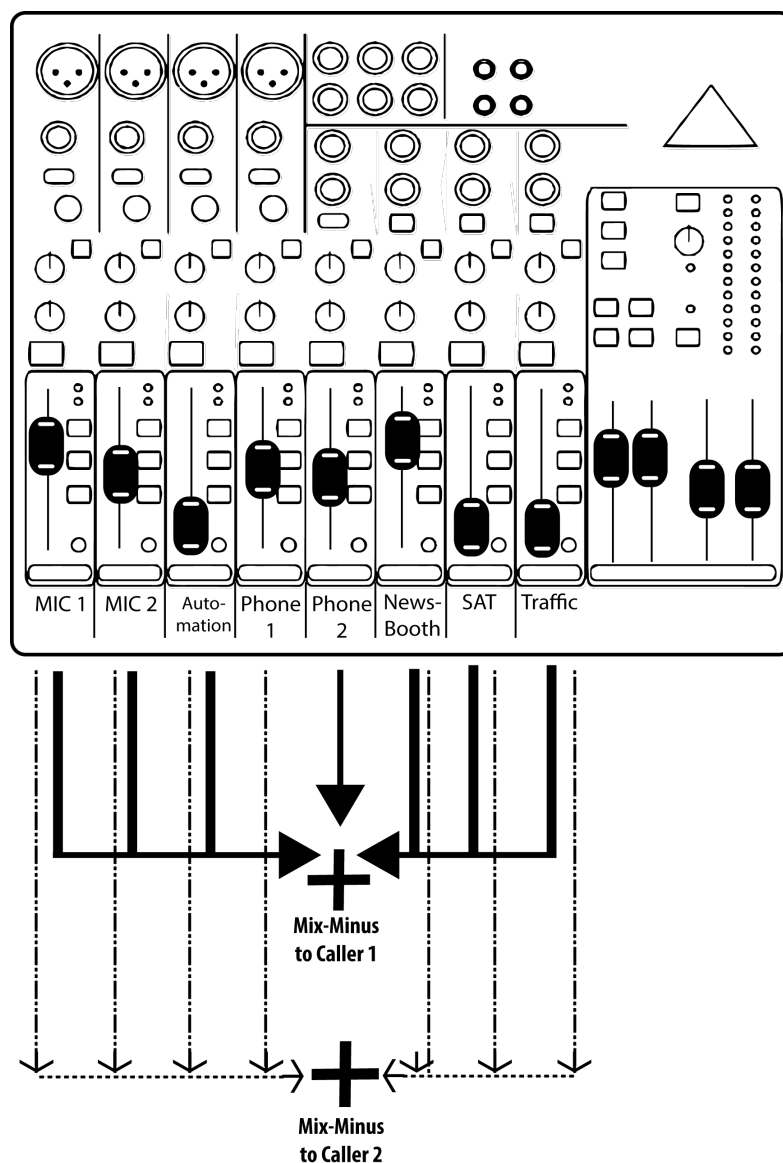 MIC 1 MIC 2 Auto- Phone Phone News- SAT Traffic
mation 1 2 Booth
Mix-Minus
to Caller 1
Mix-Minus
to Caller 2